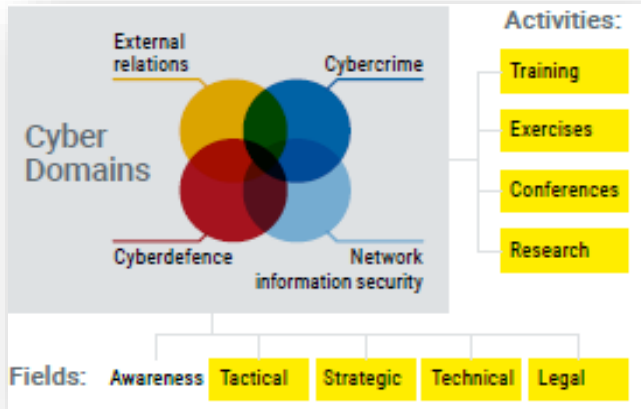 Activities:
External
relations
Cybercrime
Training
Exercises
Cyber
Domains
Conferences
Research
Cyberdefence
Network
information security
Fields: Awareness Tactical Strategic Technical Legal